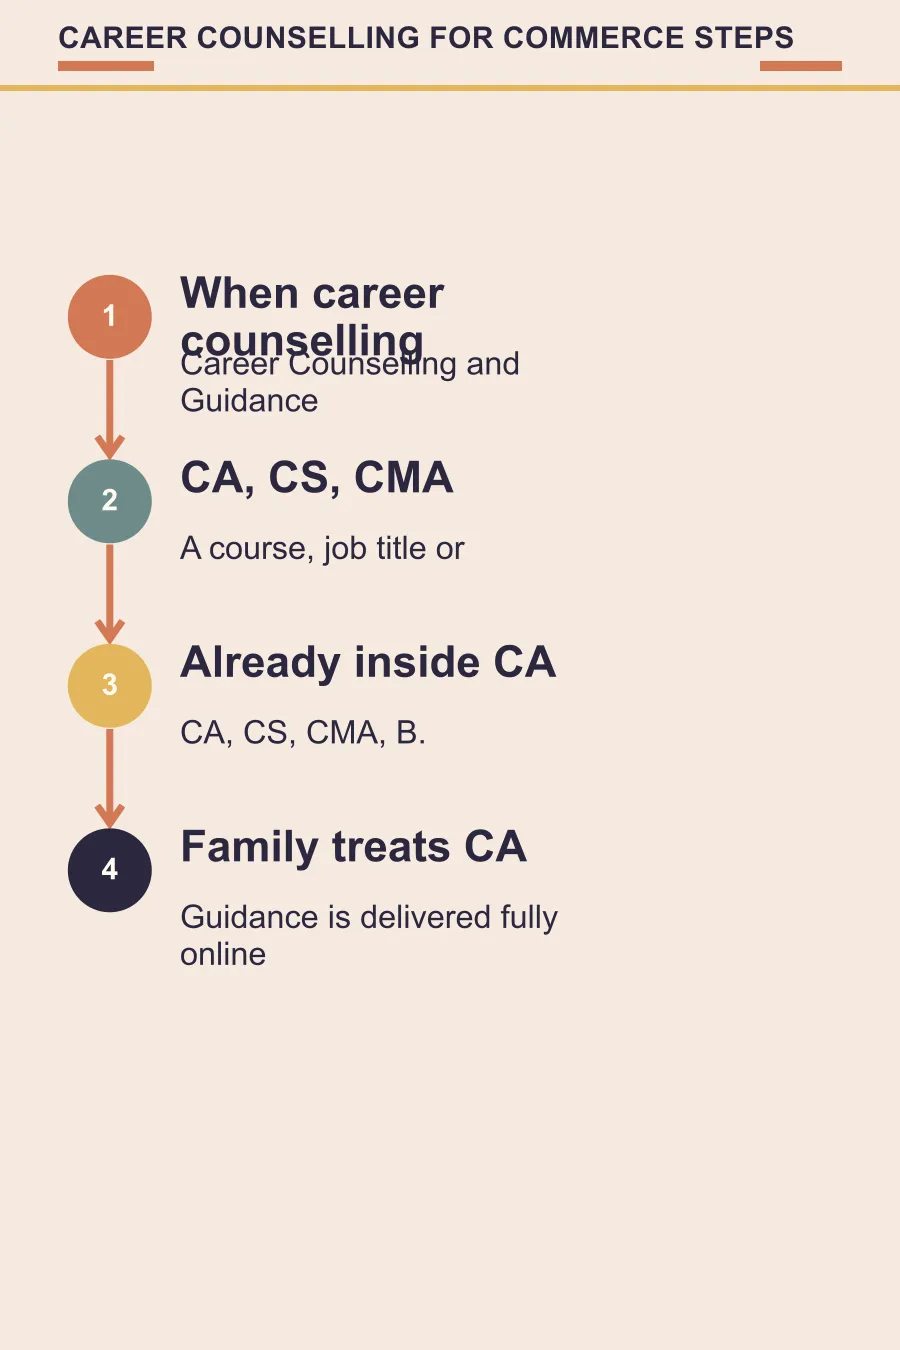 CAREER COUNSELLING FOR COMMERCE STEPS
1
When career
counselling
Career Counselling and
Guidance
2
CA, CS, CMA
A course, job title or
3
Already inside CA
CA, CS, CMA, B.
4
Family treats CA
Guidance is delivered fully
online